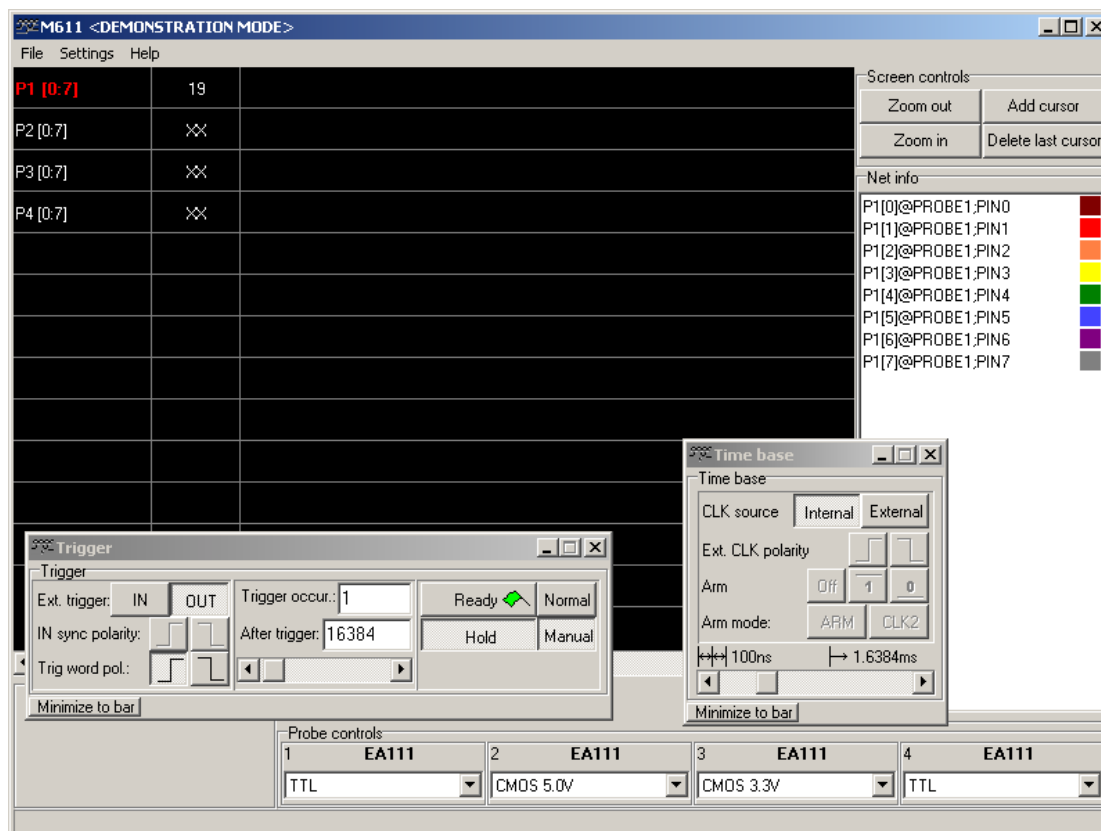 M611 <DEMONSTRATION MODE>
File Settings Help
P1 [0:7] 19
P2 [0:7] XX
P3 [0:7] XX
P4 [0:7] XX
Screen controls
Zoom out Add cursor
Zoom in Delete last cursor
Net info
P1[0]@PROBE1;PIN0
P1[1]@PROBE1;PIN1
P1[2]@PROBE1;PIN2
P1[3]@PROBE1;PIN3
P1[4]@PROBE1;PIN4
P1[5]@PROBE1;PIN5
P1[6]@PROBE1;PIN6
P1[7]@PROBE1;PIN7
Time base
Time base
CLK source Internal External
Ext. CLK polarity
Arm Off 1 0
Arm mode: ARM CLK2
100ns 1.6384ms
Minimize to bar
Trigger
Trigger
Ext. trigger: IN OUT Trigger occur.: 1 Ready Normal
IN sync polarity: After trigger: 16384 Hold Manual
Trig word pol.:
Minimize to bar
Probe controls
1 EA111 2 EA111 3 EA111 4 EA111
TTL CMOS 5.0V CMOS 3.3V TTL